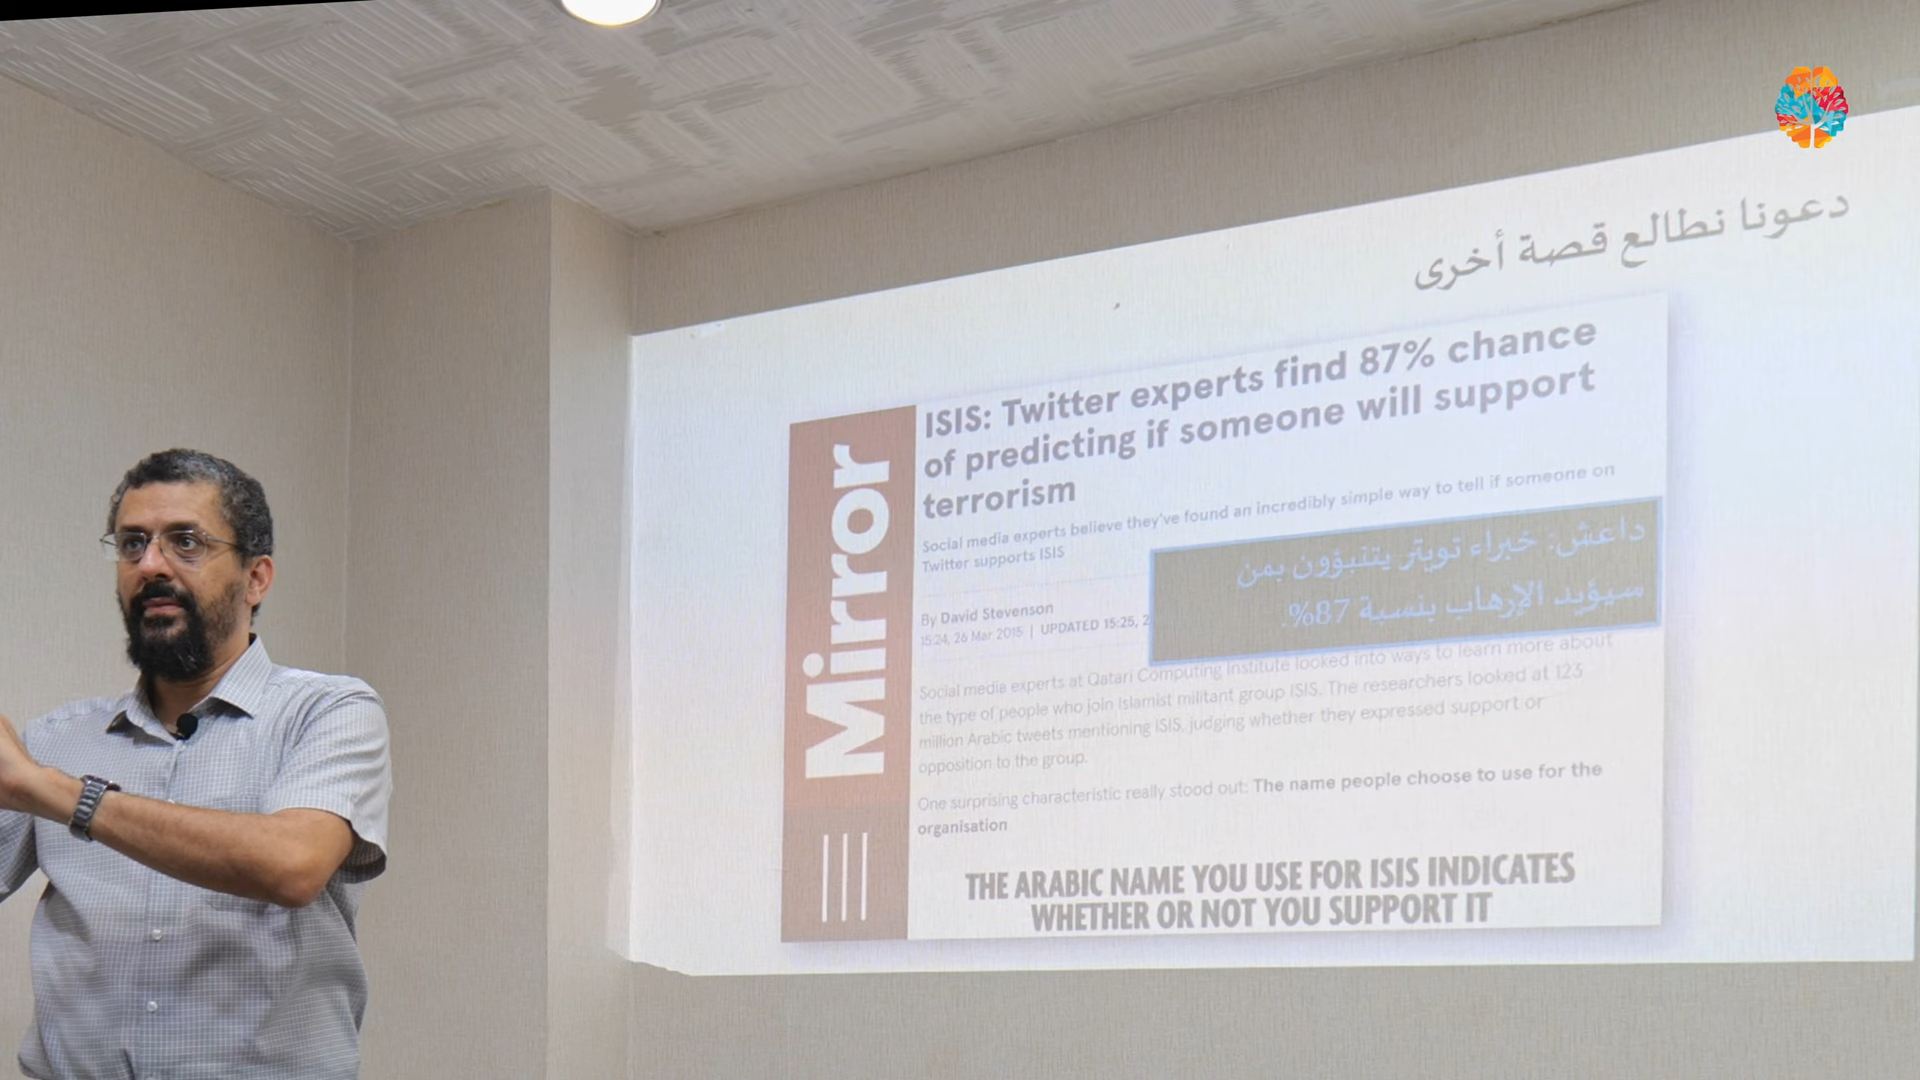 دعونا نطالع قصة أخرى
Mirror
ISIS: Twitter experts find 87% chance
of predicting if someone will support
terrorism
Social media experts believe they've found an incredibly simple way to tell if someone on
Twitter supports ISIS
داعش: خبراء تويتر يتنبؤون بمن
سيؤيد الإرهاب بنسبة 87%.
By David Stevenson
15:24, 26 Mar 2015 | UPDATED 15:25, 2
Social media experts at Qatari Computing Institute looked into ways to learn more about
the type of people who join Islamist militant group ISIS. The researchers looked at 123
million Arabic tweets mentioning ISIS, judging whether they expressed support or
opposition to the group.
One surprising characteristic really stood out: The name people choose to use for the
organisation
THE ARABIC NAME YOU USE FOR ISIS INDICATES
WHETHER OR NOT YOU SUPPORT IT